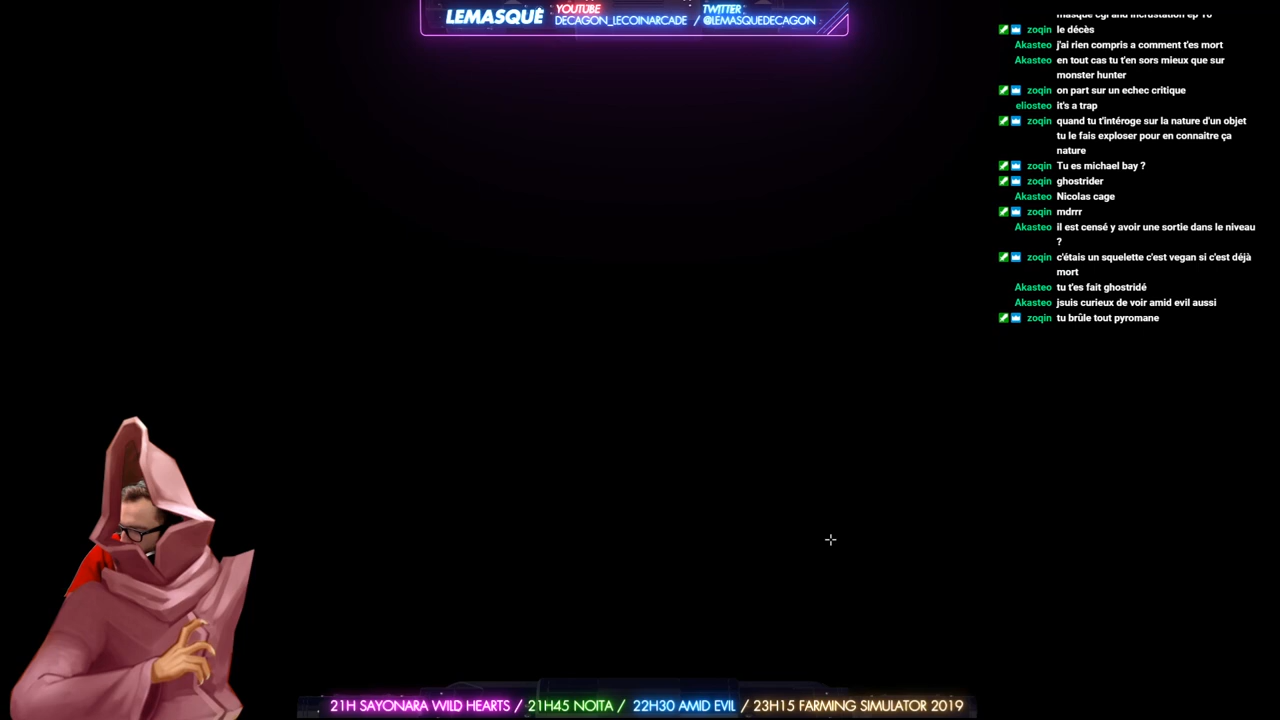 LEMASQUÉ
YOUTUBE
DECAGON_LECOINARCADE
TWITTER
/ @LEMASQUEDECAGON
masque cgrand incrustation ep 10
zoqin le décès
Akasteo j'ai rien compris a comment t'es mort
Akasteo en tout cas tu t'en sors mieux que sur
monster hunter
zoqin on part sur un echec critique
eliosteo it's a trap
zoqin quand tu t'intéroge sur la nature d'un objet
tu le fais exploser pour en connaitre ça
nature
zoqin Tu es michael bay ?
zoqin ghostrider
Akasteo Nicolas cage
zoqin mdrrr
Akasteo il est censé y avoir une sortie dans le niveau
?
zoqin c'étais un squelette c'est vegan si c'est déjà
mort
Akasteo tu t'es fait ghostridé
Akasteo jsuis curieux de voir amid evil aussi
zoqin tu brûle tout pyromane
21H SAYONARA WILD HEARTS / 21H45 NOITA / 22H30 AMID EVIL / 23H15 FARMING SIMULATOR 2019